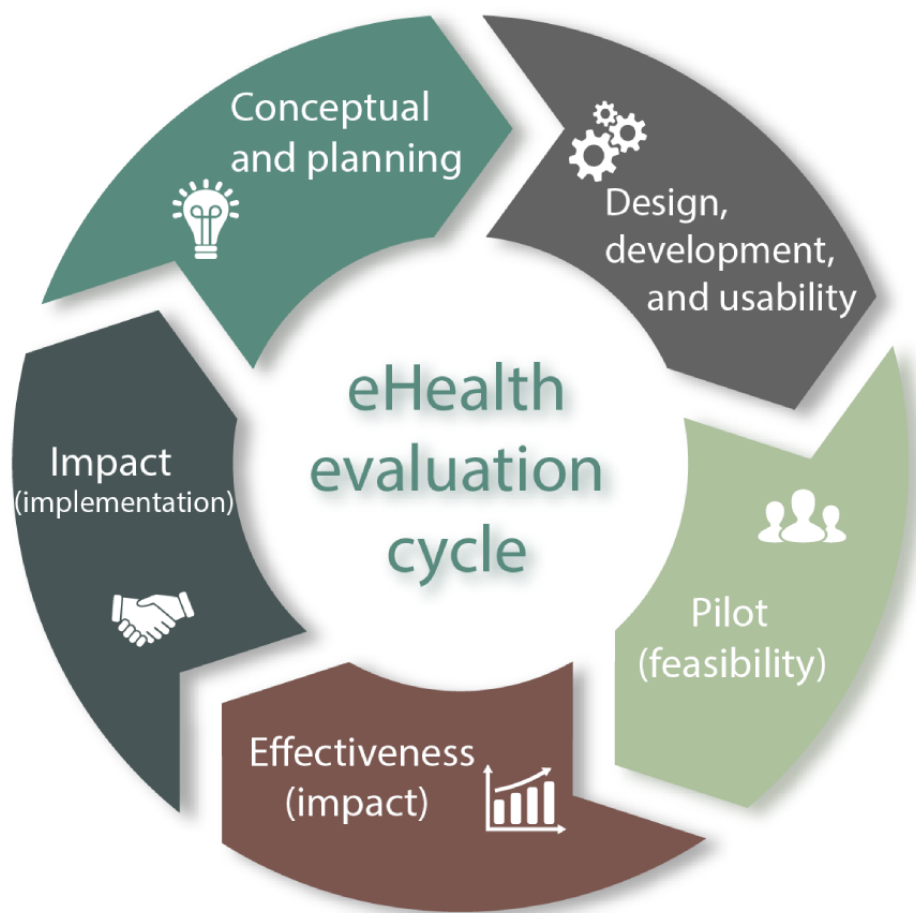 Conceptual
and planning
Design,
development,
and usability
eHealth
evaluation
cycle
Impact
(implementation)
Pilot
(feasibility)
Effectiveness
(impact)